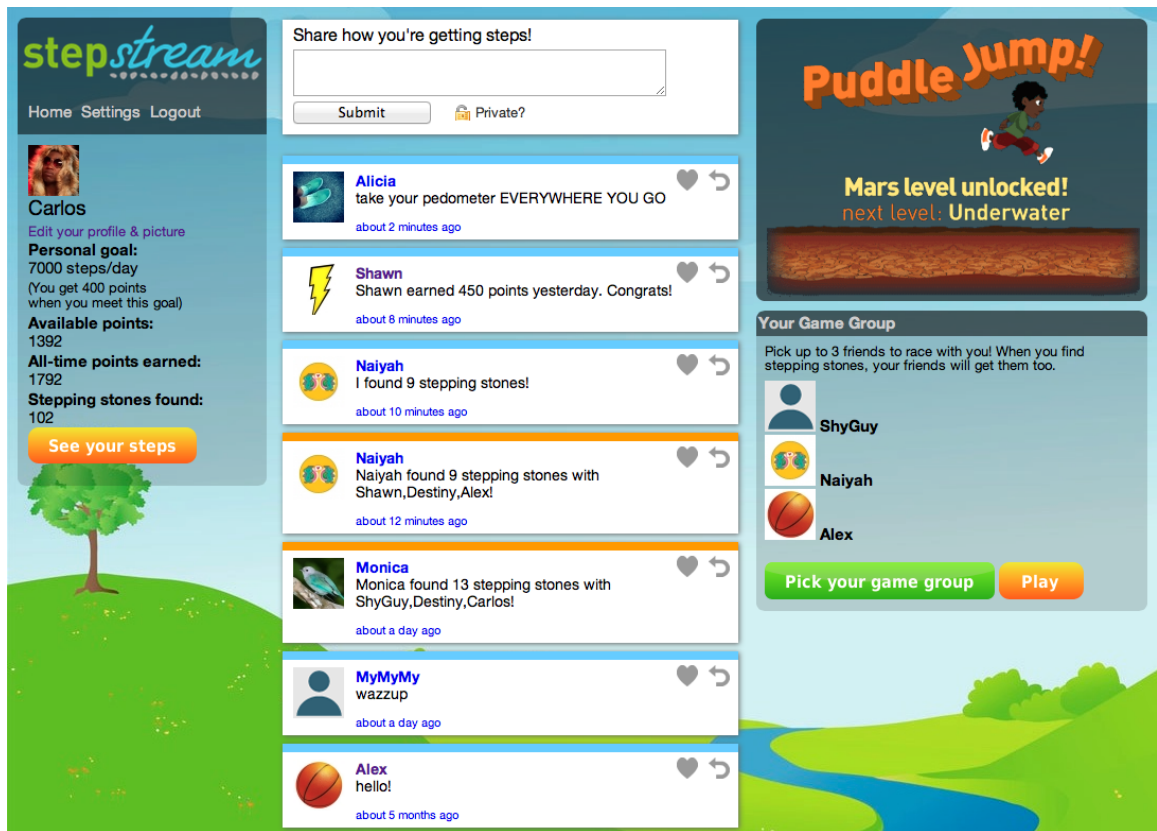 stepstream
Home Settings Logout
Carlos
Edit your profile & picture
Personal goal:
7000 steps/day
(You get 400 points
when you meet this goal)
Available points:
1392
All-time points earned:
1792
Stepping stones found:
102
See your steps
Share how you're getting steps!
Submit
Private?
Alicia
take your pedometer EVERYWHERE YOU GO
about 2 minutes ago
Shawn
Shawn earned 450 points yesterday. Congrats!
about 8 minutes ago
Naiyah
I found 9 stepping stones!
about 10 minutes ago
Naiyah
Naiyah found 9 stepping stones with
Shawn,Destiny,Alex!
about 12 minutes ago
Monica
Monica found 13 stepping stones with
ShyGuy,Destiny,Carlos!
about a day ago
MyMyMy
wazzup
about a day ago
Alex
hello!
about 5 months ago
Puddle Jump!
Mars level unlocked!
next level: Underwater
Your Game Group
Pick up to 3 friends to race with you! When you find
stepping stones, your friends will get them too.
ShyGuy
Naiyah
Alex
Pick your game group
Play